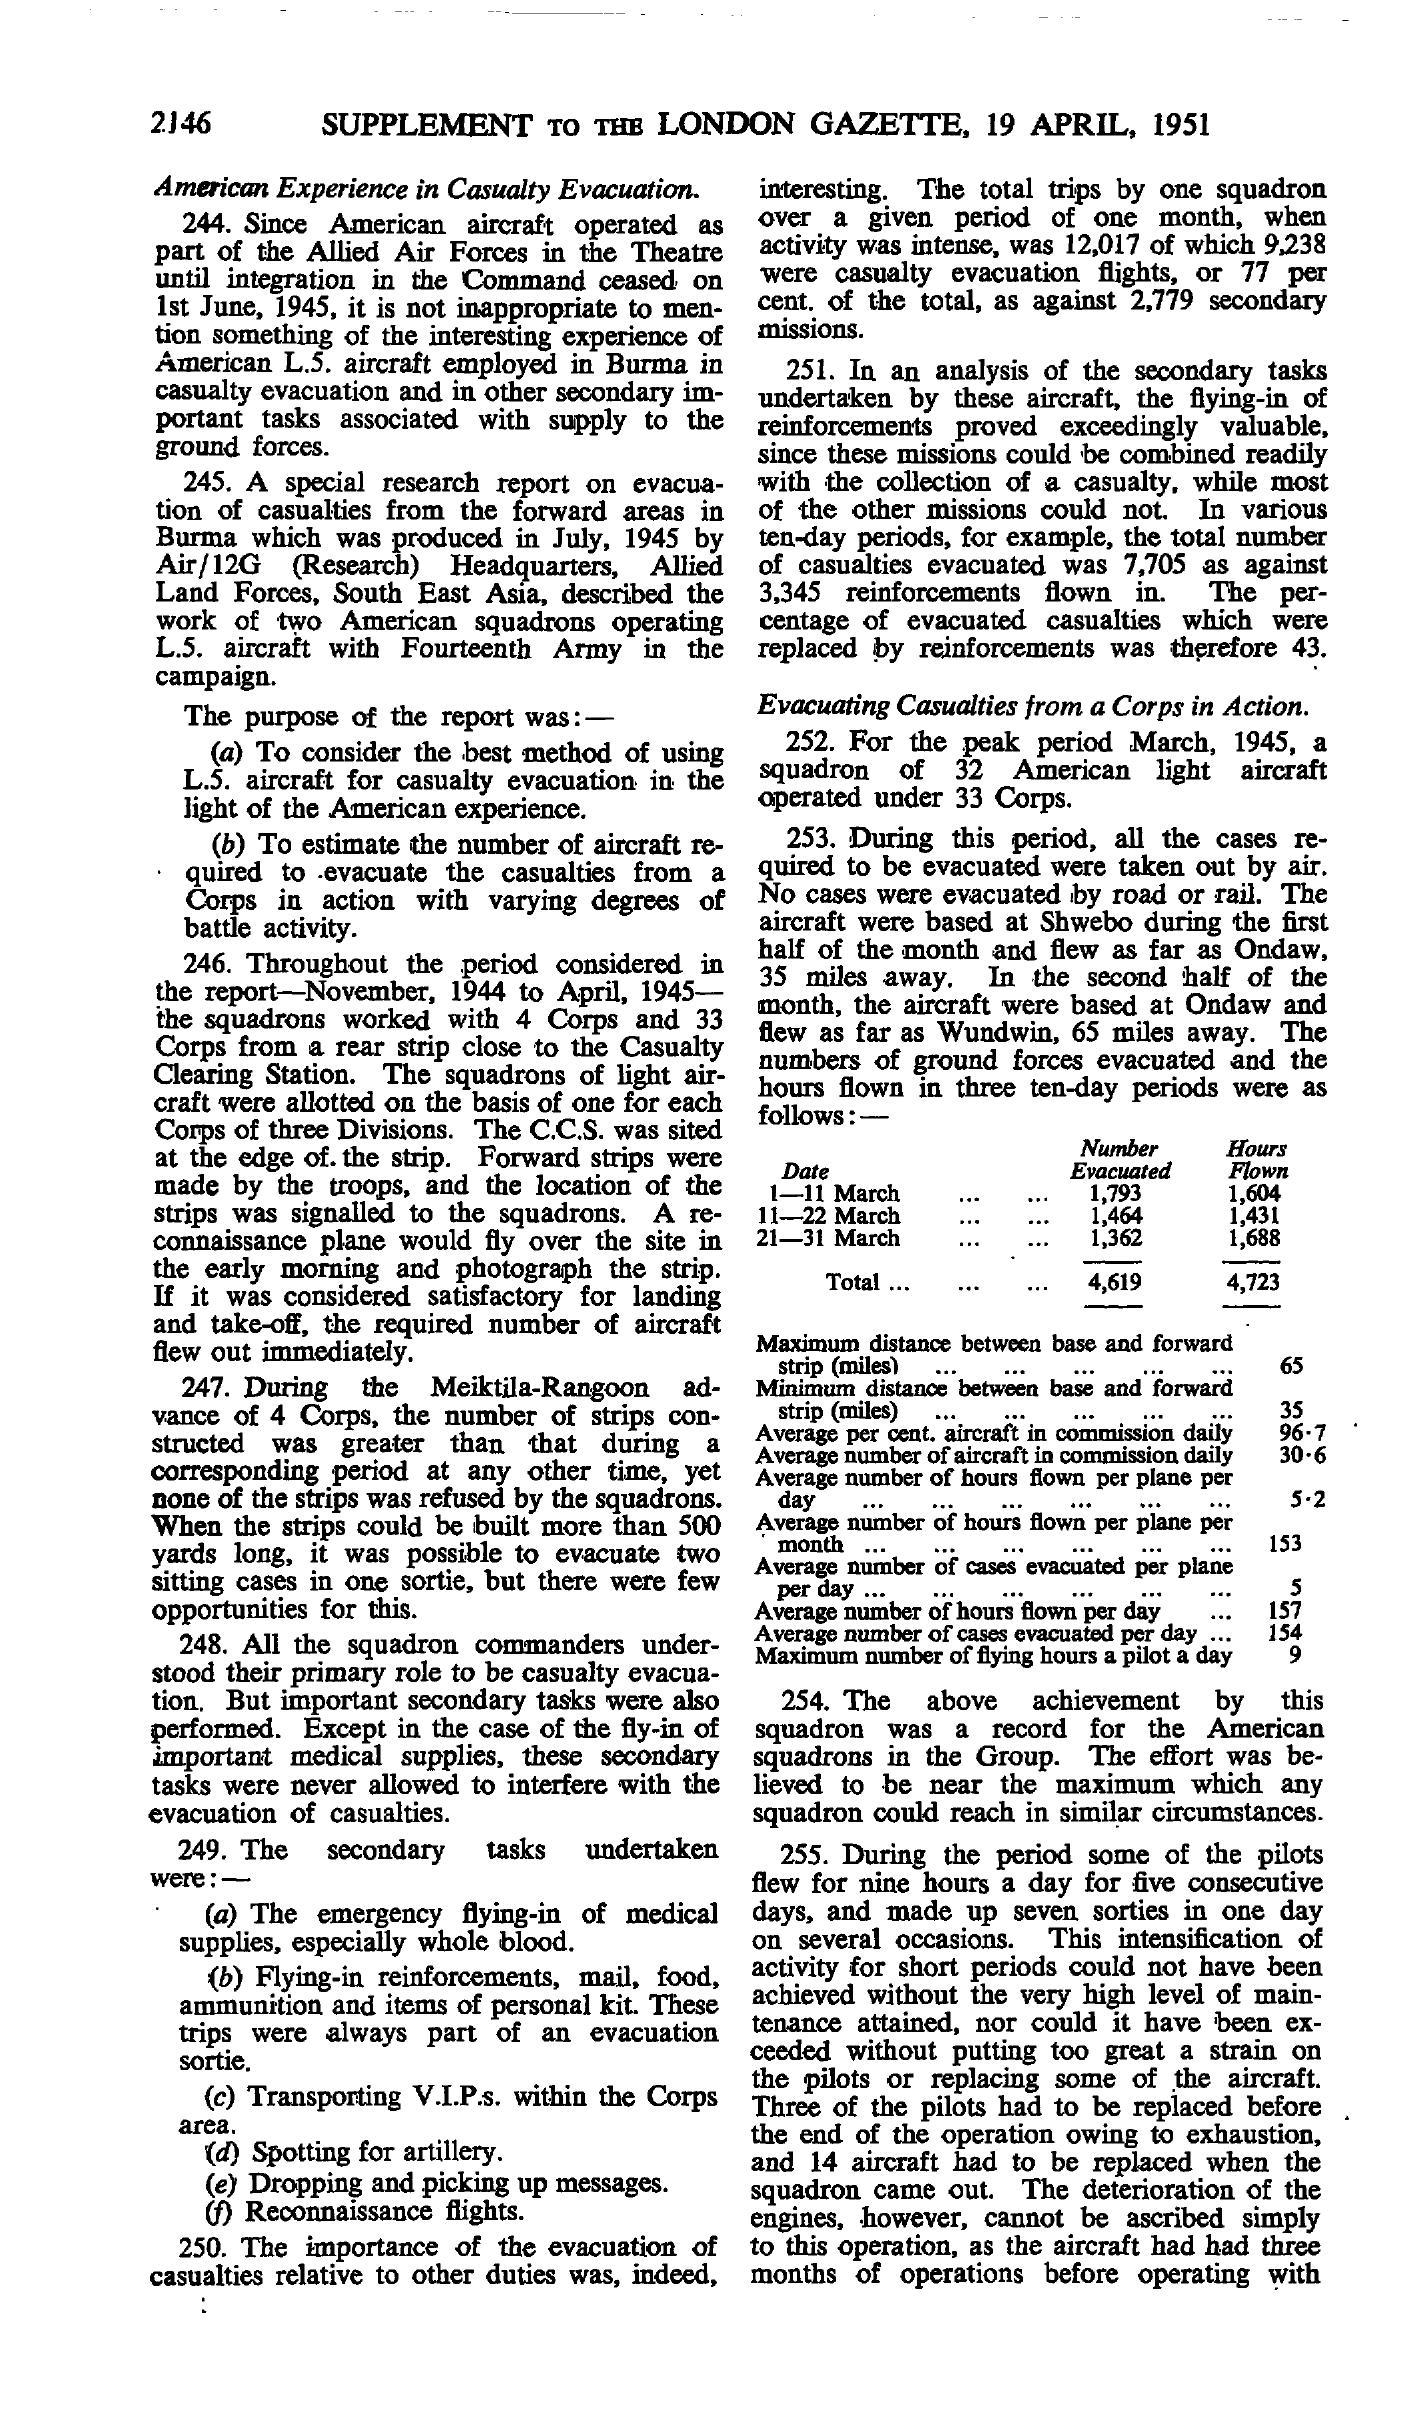 2146 SUPPLEMENT TO THE LONDON GAZETTE, 19 APRIL, 1951
American Experience in Casualty Evacuation.
244. Since American aircraft operated as
part of the Allied Air Forces in the Theatre
until integration in the Command ceased on
1st June, 1945, it is not inappropriate to men-
tion something of the interesting experience of
American L.5. aircraft employed in Burma in
casualty evacuation and in other secondary im-
portant tasks associated with supply to the
ground forces.
245. A special research report on evacua-
tion of casualties from the forward areas in
Burma which was produced in July, 1945 by
Air/12G (Research) Headquarters, Allied
Land Forces, South East Asia, described the
work of two American squadrons operating
L.5. aircraft with Fourteenth Army in the
campaign.
The purpose of the report was:—
(a) To consider the best method of using
L.5. aircraft for casualty evacuation in the
light of the American experience.
(b) To estimate the number of aircraft re-
quired to evacuate the casualties from a
Corps in action with varying degrees of
battle activity.
246. Throughout the period considered in
the report—November, 1944 to April, 1945—
the squadrons worked with 4 Corps and 33
Corps from a rear strip close to the Casualty
Clearing Station. The squadrons of light air-
craft were allotted on the basis of one for each
Corps of three Divisions. The C.C.S. was sited
at the edge of the strip. Forward strips were
made by the troops, and the location of the
strips was signalled to the squadrons. A re-
connaissance plane would fly over the site in
the early morning and photograph the strip.
If it was considered satisfactory for landing
and take-off, the required number of aircraft
flew out immediately.
247. During the Meiktila-Rangoon ad-
vance of 4 Corps, the number of strips con-
structed was greater than that during a
corresponding period at any other time, yet
none of the strips was refused by the squadrons.
When the strips could be built more than 500
yards long, it was possible to evacuate two
sitting cases in one sortie, but there were few
opportunities for this.
248. All the squadron commanders under-
stood their primary role to be casualty evacua-
tion. But important secondary tasks were also
performed. Except in the case of the fly-in of
important medical supplies, these secondary
tasks were never allowed to interfere with the
evacuation of casualties.
249. The secondary tasks undertaken
were:—
(a) The emergency flying-in of medical
supplies, especially whole blood.
(b) Flying-in reinforcements, mail, food,
ammunition and items of personal kit. These
trips were always part of an evacuation
sortie.
(c) Transporting V.I.P.s. within the Corps
area.
(d) Spotting for artillery.
(e) Dropping and picking up messages.
(f) Reconnaissance flights.
250. The importance of the evacuation of
casualties relative to other duties was, indeed,
interesting. The total trips by one squadron
over a given period of one month, when
activity was intense, was 12,017 of which 9,238
were casualty evacuation flights, or 77 per
cent. of the total, as against 2,779 secondary
missions.
251. In an analysis of the secondary tasks
undertaken by these aircraft, the flying-in of
reinforcements proved exceedingly valuable,
since these missions could be combined readily
with the collection of a casualty, while most
of the other missions could not. In various
ten-day periods, for example, the total number
of casualties evacuated was 7,705 as against
3,345 reinforcements flown in. The per-
centage of evacuated casualties which were
replaced by reinforcements was therefore 43.
Evacuating Casualties from a Corps in Action.
252. For the peak period March, 1945, a
squadron of 32 American light aircraft
operated under 33 Corps.
253. During this period, all the cases re-
quired to be evacuated were taken out by air.
No cases were evacuated by road or rail. The
aircraft were based at Shwebo during the first
half of the month and flew as far as Ondaw,
35 miles away. In the second half of the
month, the aircraft were based at Ondaw and
flew as far as Wundwin, 65 miles away. The
numbers of ground forces evacuated and the
hours flown in three ten-day periods were as
follows:—
Number Hours
Date Evacuated Flown
1—11 March ... ... 1,793 1,604
11—22 March ... ... 1,464 1,431
21—31 March ... ... 1,362 1,688
Total ... ... ... 4,619 4,723
Maximum distance between base and forward
strip (miles) ... ... ... ... ... 65
Minimum distance between base and forward
strip (miles) ... ... ... ... ... 35
Average per cent. aircraft in commission daily 96·7
Average number of aircraft in commission daily 30·6
Average number of hours flown per plane per
day ... ... ... ... ... ... 5·2
Average number of hours flown per plane per
month ... ... ... ... ... ... 153
Average number of cases evacuated per plane
per day ... ... ... ... ... ... 5
Average number of hours flown per day ... 157
Average number of cases evacuated per day ... 154
Maximum number of flying hours a pilot a day 9
254. The above achievement by this
squadron was a record for the American
squadrons in the Group. The effort was be-
lieved to be near the maximum which any
squadron could reach in similar circumstances.
255. During the period some of the pilots
flew for nine hours a day for five consecutive
days, and made up seven sorties in one day
on several occasions. This intensification of
activity for short periods could not have been
achieved without the very high level of main-
tenance attained, nor could it have been ex-
ceeded without putting too great a strain on
the pilots or replacing some of the aircraft.
Three of the pilots had to be replaced before
the end of the operation owing to exhaustion,
and 14 aircraft had to be replaced when the
squadron came out. The deterioration of the
engines, however, cannot be ascribed simply
to this operation, as the aircraft had had three
months of operations before operating with